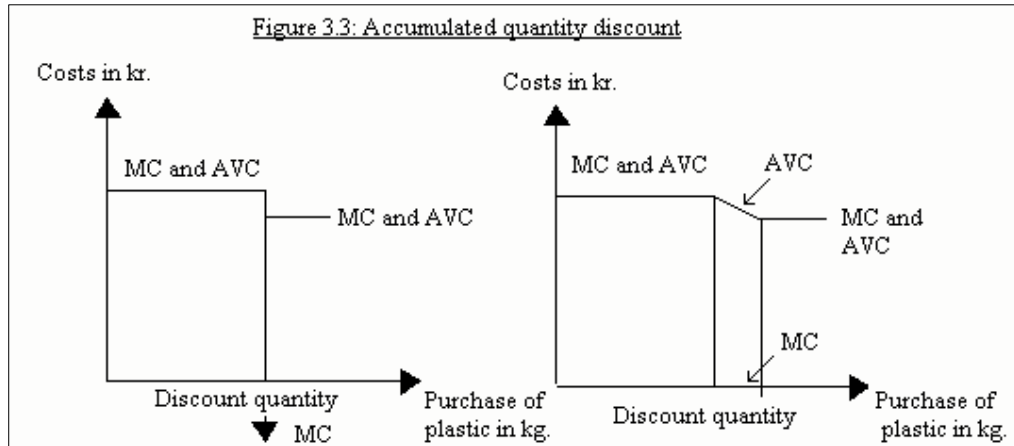 Figure 3.3: Accumulated quantity discount
Costs in kr.
MC and AVC
MC and AVC
Discount quantity
MC
Purchase of
plastic in kg.
Costs in kr.
MC and AVC
AVC
MC and
AVC
MC
Discount quantity
Purchase of
plastic in kg.